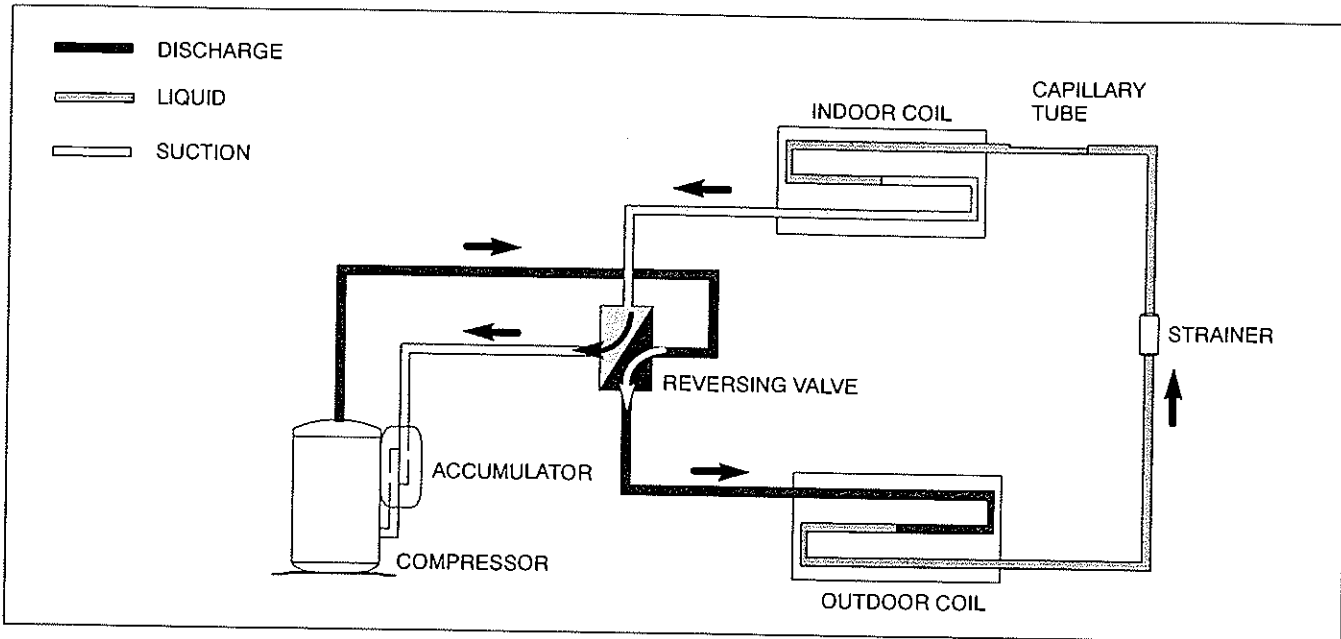 DISCHARGE
LIQUID
SUCTION
INDOOR COIL
CAPILLARY
TUBE
STRAINER
REVERSING VALVE
ACCUMULATOR
COMPRESSOR
OUTDOOR COIL